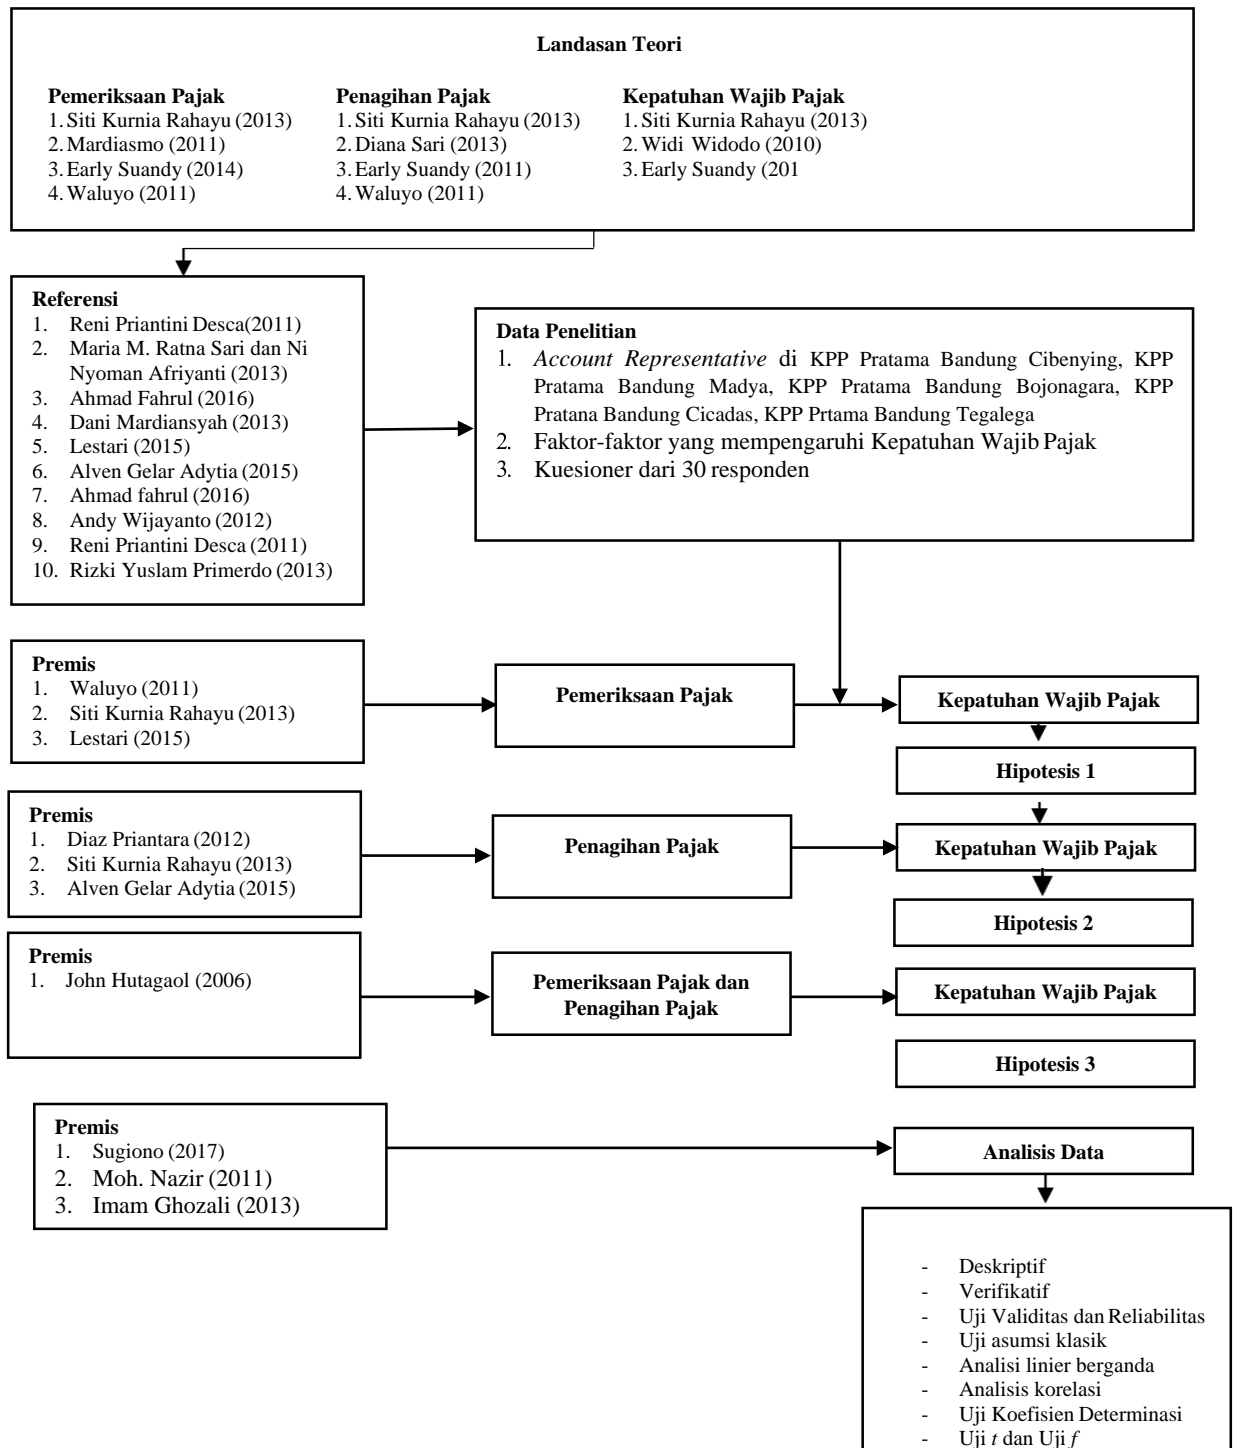 Landasan Teori
Pemeriksaan Pajak
1. Siti Kurnia Rahayu (2013)
2. Mardiasmo (2011)
3. Early Suandy (2014)
4. Waluyo (2011)
Penagihan Pajak
1. Siti Kurnia Rahayu (2013)
2. Diana Sari (2013)
3. Early Suandy (2011)
4. Waluyo (2011)
Kepatuhan Wajib Pajak
1. Siti Kurnia Rahayu (2013)
2. Widi Widodo (2010)
3. Early Suandy (201
Referensi
1. Reni Priantini Desca(2011)
2. Maria M. Ratna Sari dan Ni
Nyoman Afriyanti (2013)
3. Ahmad Fahrul (2016)
4. Dani Mardiansyah (2013)
5. Lestari (2015)
6. Alven Gelar Adytia (2015)
7. Ahmad fahrul (2016)
8. Andy Wijayanto (2012)
9. Reni Priantini Desca (2011)
10. Rizki Yuslam Primerdo (2013)
Data Penelitian
1. Account Representative di KPP Pratama Bandung Cibenying, KPP
Pratama Bandung Madya, KPP Pratama Bandung Bojonagara, KPP
Pratana Bandung Cicadas, KPP Prtama Bandung Tegalega
2. Faktor-faktor yang mempengaruhi Kepatuhan Wajib Pajak
3. Kuesioner dari 30 responden
Premis
1. Waluyo (2011)
2. Siti Kurnia Rahayu (2013)
3. Lestari (2015)
Pemeriksaan Pajak
Kepatuhan Wajib Pajak
Hipotesis 1
Premis
1. Diaz Priantara (2012)
2. Siti Kurnia Rahayu (2013)
3. Alven Gelar Adytia (2015)
Penagihan Pajak
Kepatuhan Wajib Pajak
Hipotesis 2
Premis
1. John Hutagaol (2006)
Pemeriksaan Pajak dan
Penagihan Pajak
Kepatuhan Wajib Pajak
Hipotesis 3
Premis
1. Sugiono (2017)
2. Moh. Nazir (2011)
3. Imam Ghozali (2013)
Analisis Data
- Deskriptif
- Verifikatif
- Uji Validitas dan Reliabilitas
- Uji asumsi klasik
- Analisi linier berganda
- Analisis korelasi
- Uji Koefisien Determinasi
- Uji t dan Uji f